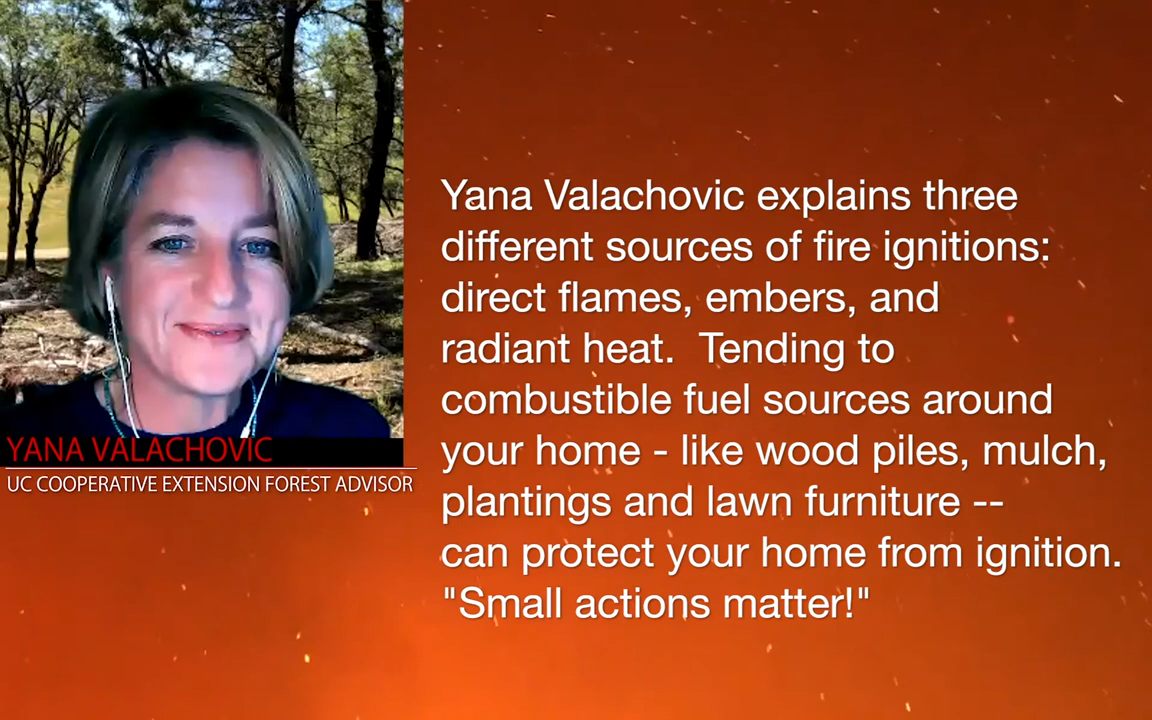 YANA VALACHOVIC
UC COOPERATIVE EXTENSION FOREST ADVISOR
Yana Valachovic explains three
different sources of fire ignitions:
direct flames, embers, and
radiant heat.  Tending to
combustible fuel sources around
your home - like wood piles, mulch,
plantings and lawn furniture --
can protect your home from ignition.
"Small actions matter!"